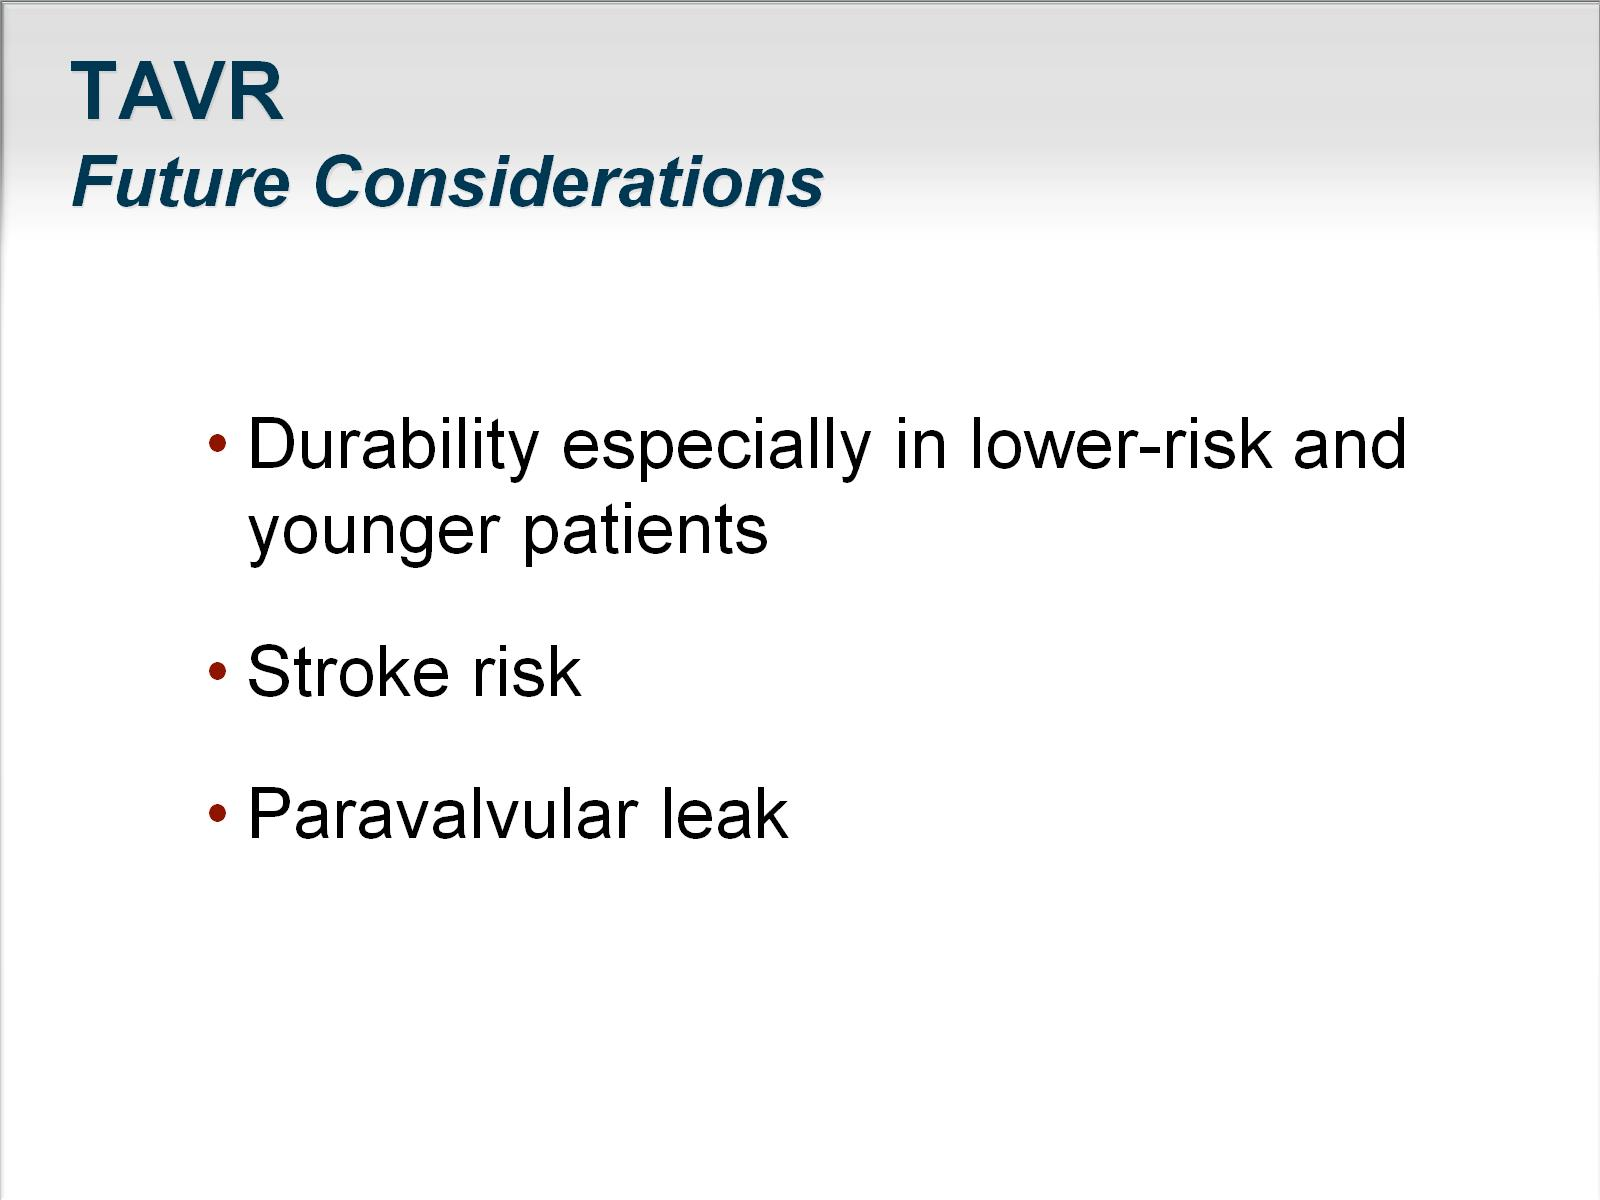 TAVR
Future Considerations
• Durability especially in lower-risk and
younger patients
• Stroke risk
• Paravalvular leak